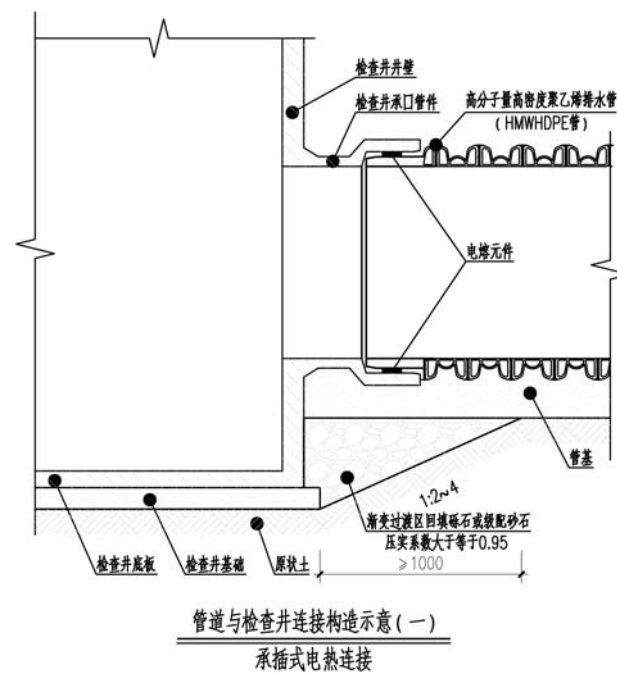 检查井井壁
检查井承口管件
高分子量高密度聚乙烯排水管
(HMWHDPE管)
电熔元件
管基
1:2~4
渐变过渡区回填砾石或级配砂石
压实系数大于等于0.95
≥1000
检查井底板
检查井基础
原状土
管道与检查井连接构造示意(一)
承插式电热连接